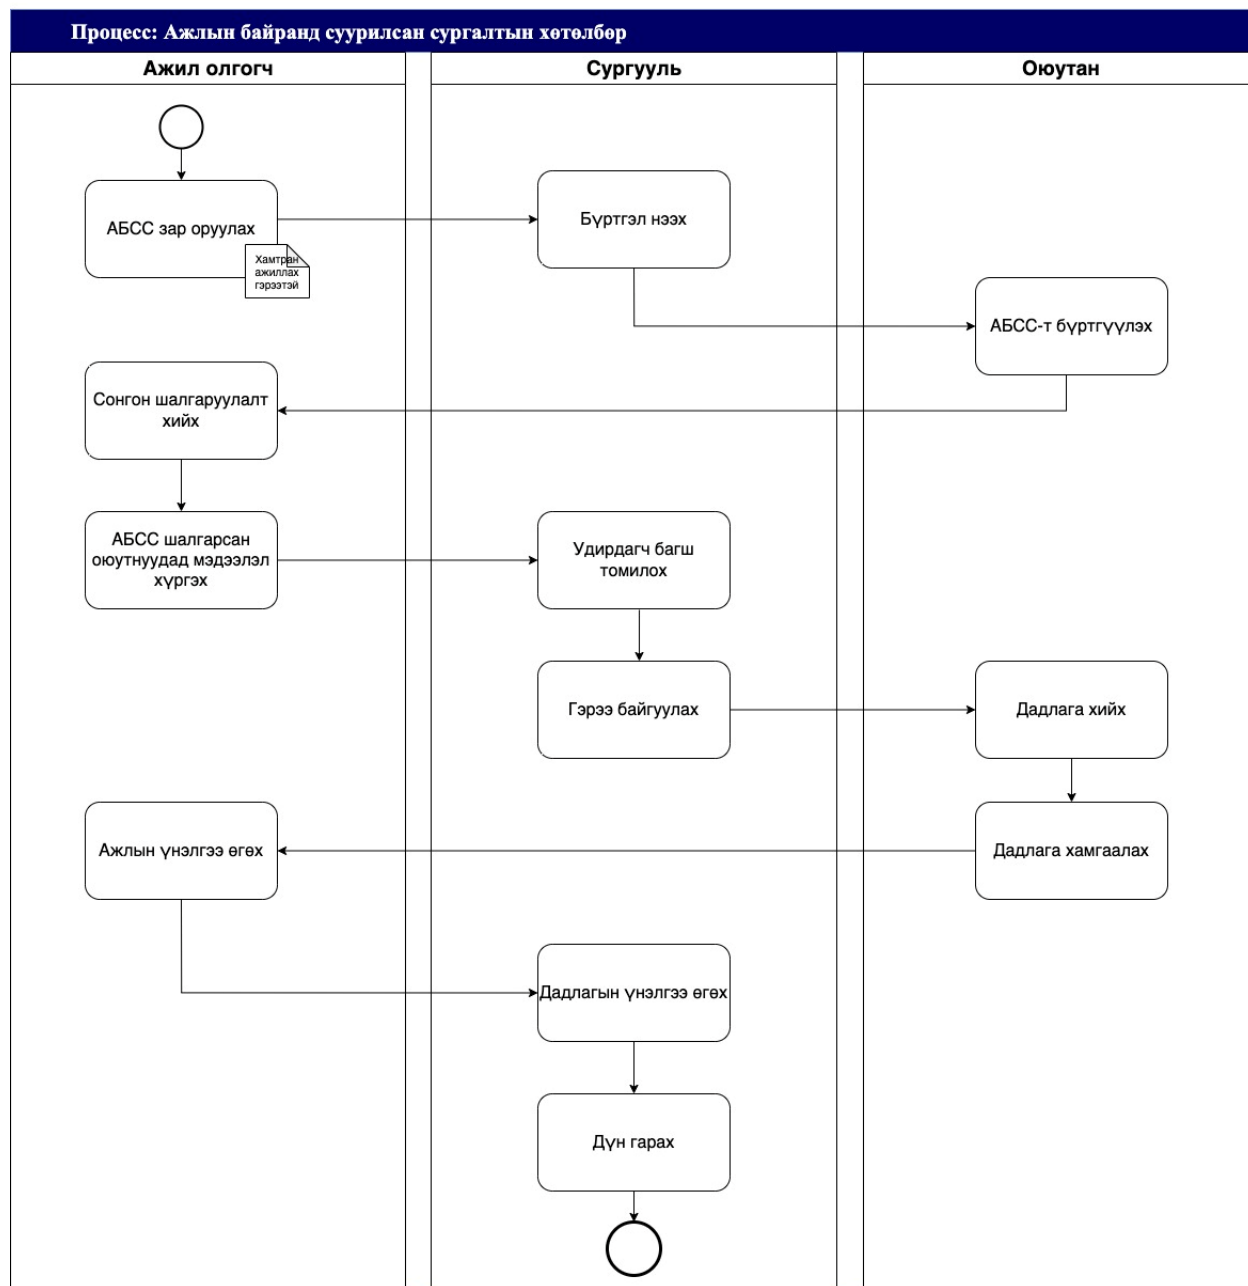 Процесс: Ажлын байранд суурилсан сургалтын хөтөлбөр
Ажил олгогч
Сургууль
Оюутан
АБСС зар оруулах
Хамтран
ажиллах
гэрээтэй
Бүртгэл нээх
АБСС-т бүртгүүлэх
Сонгон шалгаруулалт
хийх
АБСС шалгарсан
оюутнуудад мэдээлэл
хүргэх
Удирдагч багш
томилох
Гэрээ байгуулах
Дадлага хийх
Дадлага хамгаалах
Ажлын үнэлгээ өгөх
Дадлагын үнэлгээ өгөх
Дүн гарах